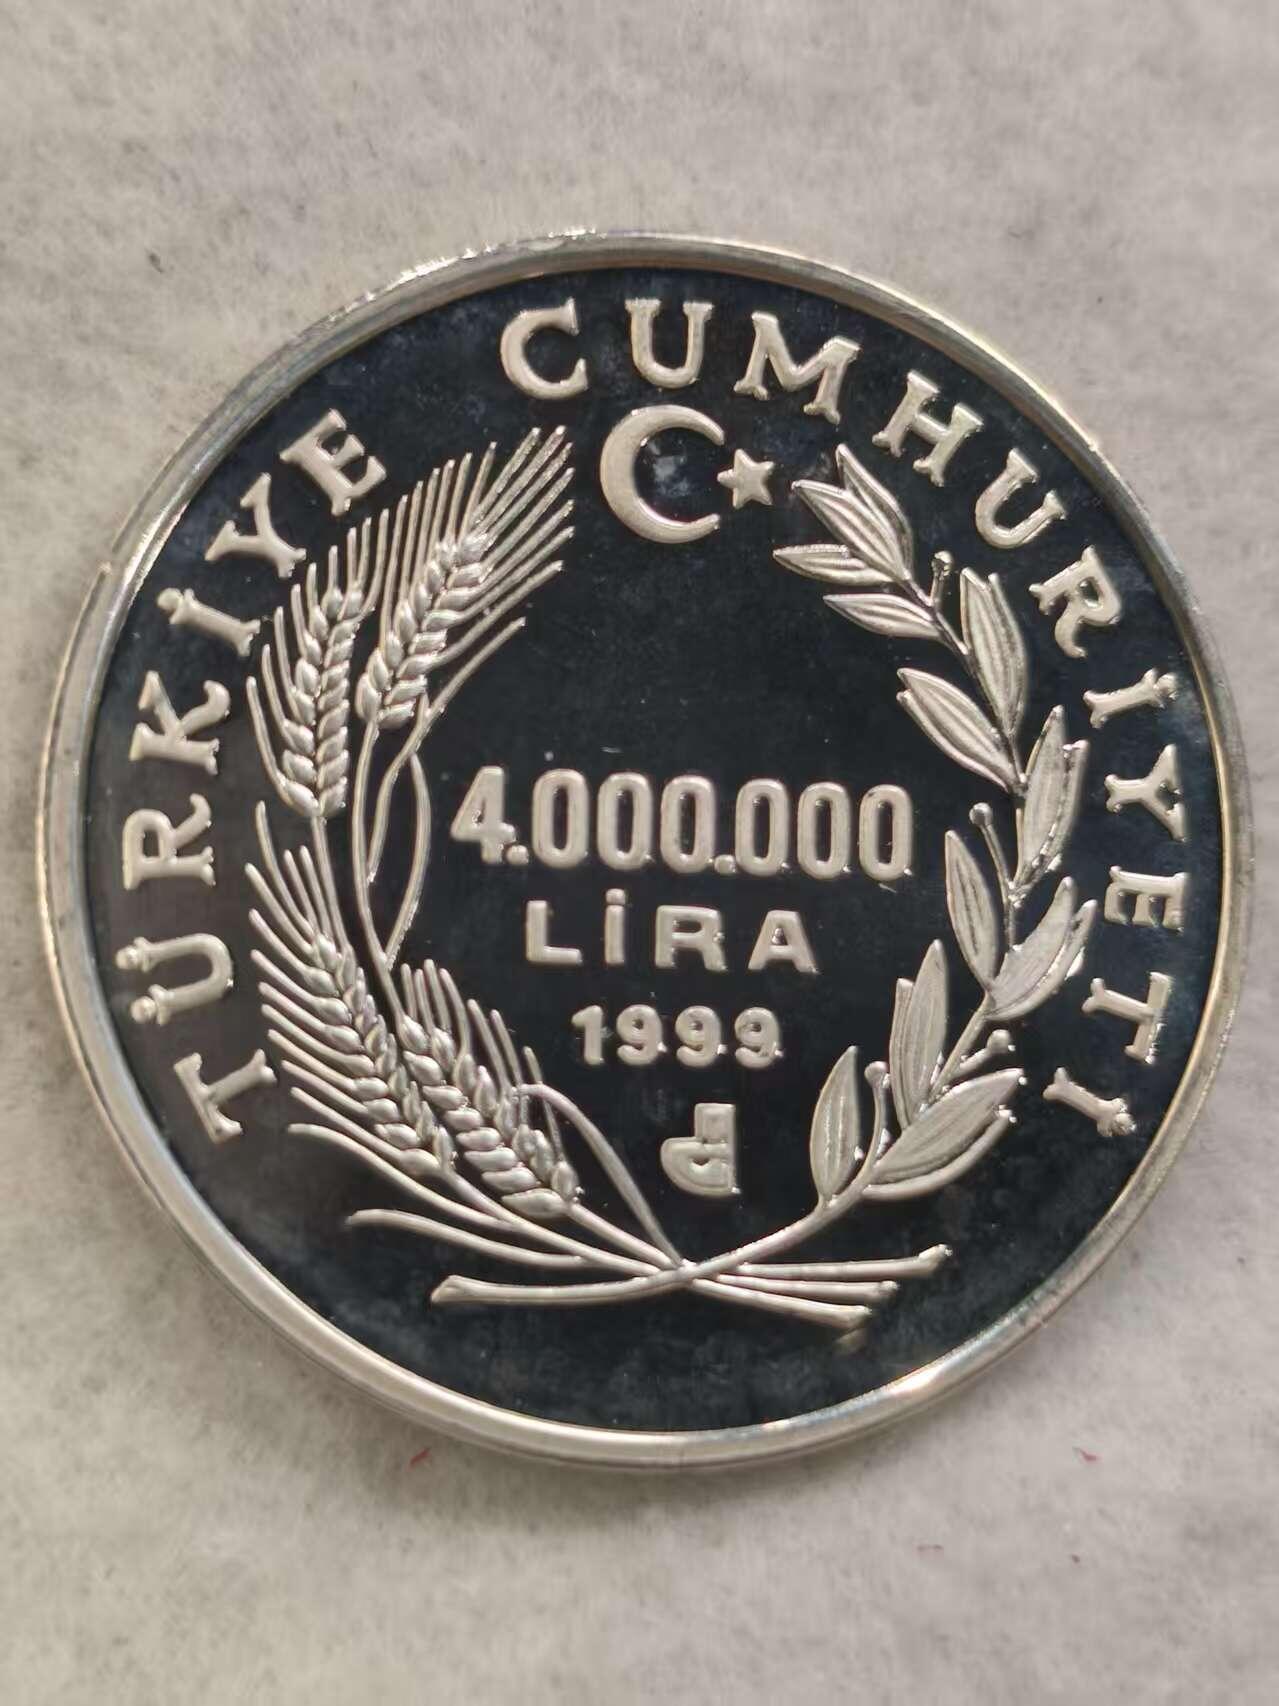 TÜRKİYE CUMHURİYETİ
4.000.000
LİRA
1999